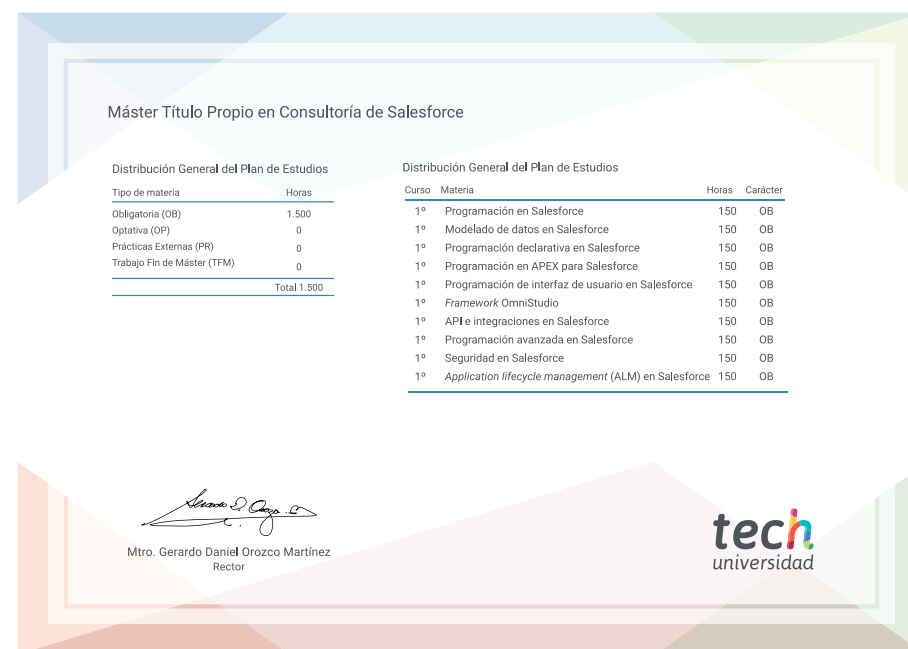 Máster Título Propio en Consultoría de Salesforce
Distribución General del Plan de Estudios
Tipo de materia Horas
Obligatoria (OB) 1.500
Optativa (OP) 0
Prácticas Externas (PR) 0
Trabajo Fin de Máster (TFM) 0
Total 1.500
Distribución General del Plan de Estudios
Curso Materia Horas Carácter
1º Programación en Salesforce 150 OB
1º Modelado de datos en Salesforce 150 OB
1º Programación declarativa en Salesforce 150 OB
1º Programación en APEX para Salesforce 150 OB
1º Programación de interfaz de usuario en Salesforce 150 OB
1º Framework OmniStudio 150 OB
1º API e integraciones en Salesforce 150 OB
1º Programación avanzada en Salesforce 150 OB
1º Seguridad en Salesforce 150 OB
1º Application lifecycle management (ALM) en Salesforce 150 OB
Mtro. Gerardo Daniel Orozco Martínez
Rector
tech
universidad